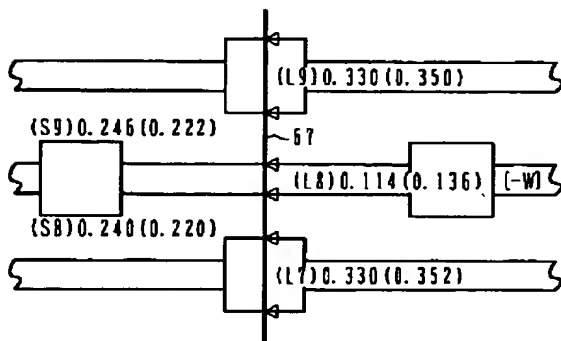 (L9)0.330(0.350)
(S9)0.246(0.222)
67
(L8)0.114(0.136)
[-W]
(S8)0.240(0.220)
(L7)0.330(0.352)